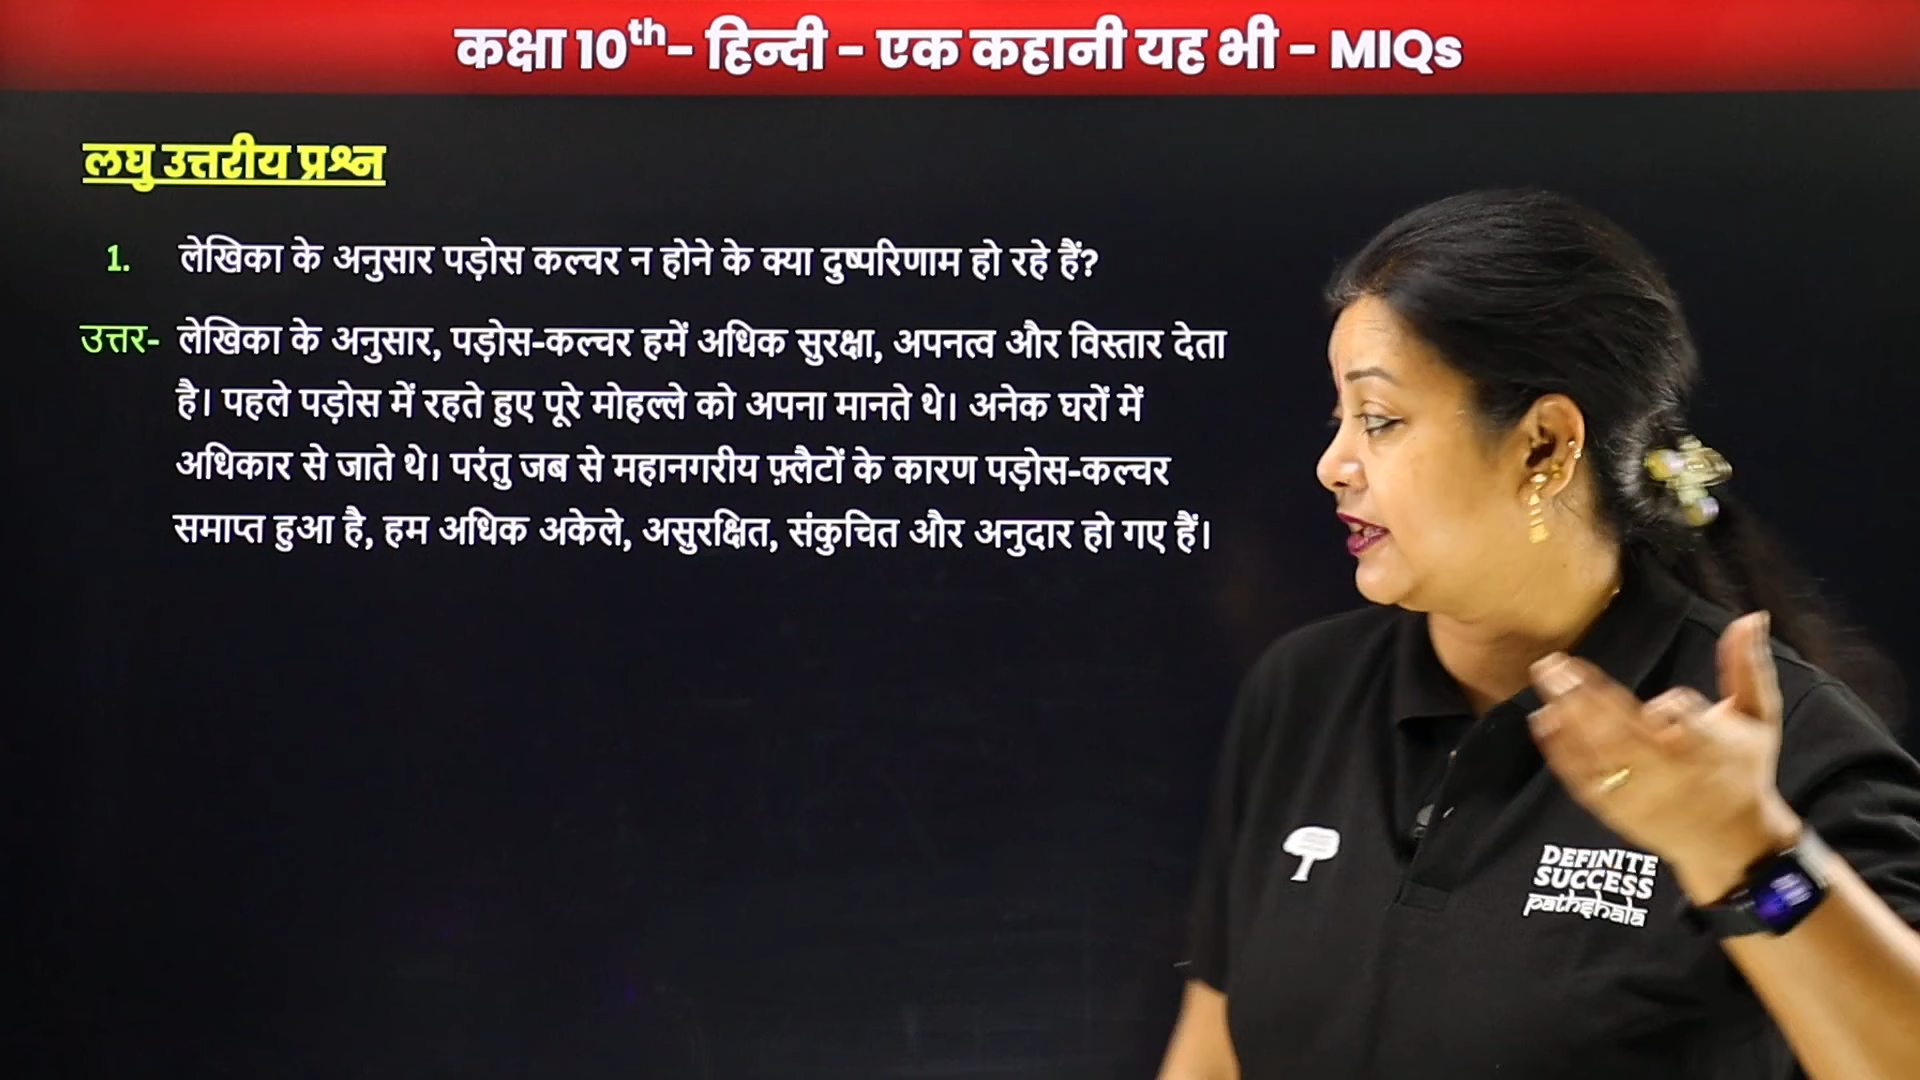 कक्षा 10th- हिन्दी - एक कहानी यह भी - MIQs
लघु उत्तरीय प्रश्न
1. लेखिका के अनुसार पड़ोस कल्चर न होने के क्या दुष्परिणाम हो रहे हैं?
उत्तर- लेखिका के अनुसार, पड़ोस-कल्चर हमें अधिक सुरक्षा, अपनत्व और विस्तार देता
है। पहले पड़ोस में रहते हुए पूरे मोहल्ले को अपना मानते थे। अनेक घरों में
अधिकार से जाते थे। परंतु जब से महानगरीय फ़्लैटों के कारण पड़ोस-कल्चर
समाप्त हुआ है, हम अधिक अकेले, असुरक्षित, संकुचित और अनुदार हो गए हैं।
DEFINITE
SUCCESS
pathshala